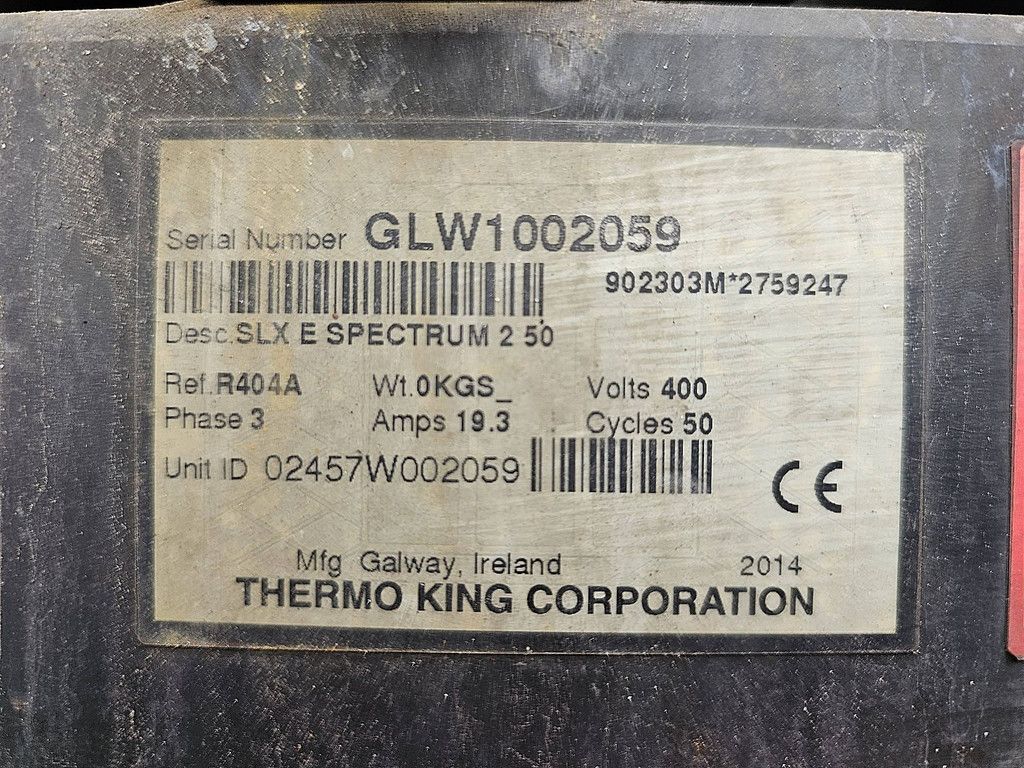 Serial Number GLW1002059
902303M*2759247
Desc.SLX E SPECTRUM 2 50
Ref.R404A Wt.0KGS_ Volts 400
Phase 3 Amps 19.3 Cycles 50
Unit ID 02457W002059
CE
Mfg Galway, Ireland 2014
THERMO KING CORPORATION